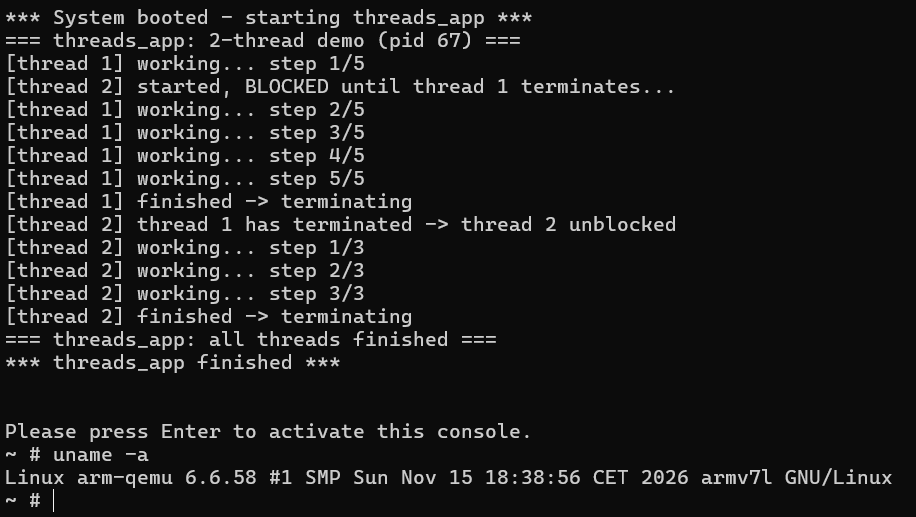 *** System booted - starting threads_app ***
=== threads_app: 2-thread demo (pid 67) ===
[thread 1] working... step 1/5
[thread 2] started, BLOCKED until thread 1 terminates...
[thread 1] working... step 2/5
[thread 1] working... step 3/5
[thread 1] working... step 4/5
[thread 1] working... step 5/5
[thread 1] finished -> terminating
[thread 2] thread 1 has terminated -> thread 2 unblocked
[thread 2] working... step 1/3
[thread 2] working... step 2/3
[thread 2] working... step 3/3
[thread 2] finished -> terminating
=== threads_app: all threads finished ===
*** threads_app finished ***
Please press Enter to activate this console.
~ # uname -a
Linux arm-qemu 6.6.58 #1 SMP Sun Nov 15 18:38:56 CET 2026 armv7l GNU/Linux
~ #